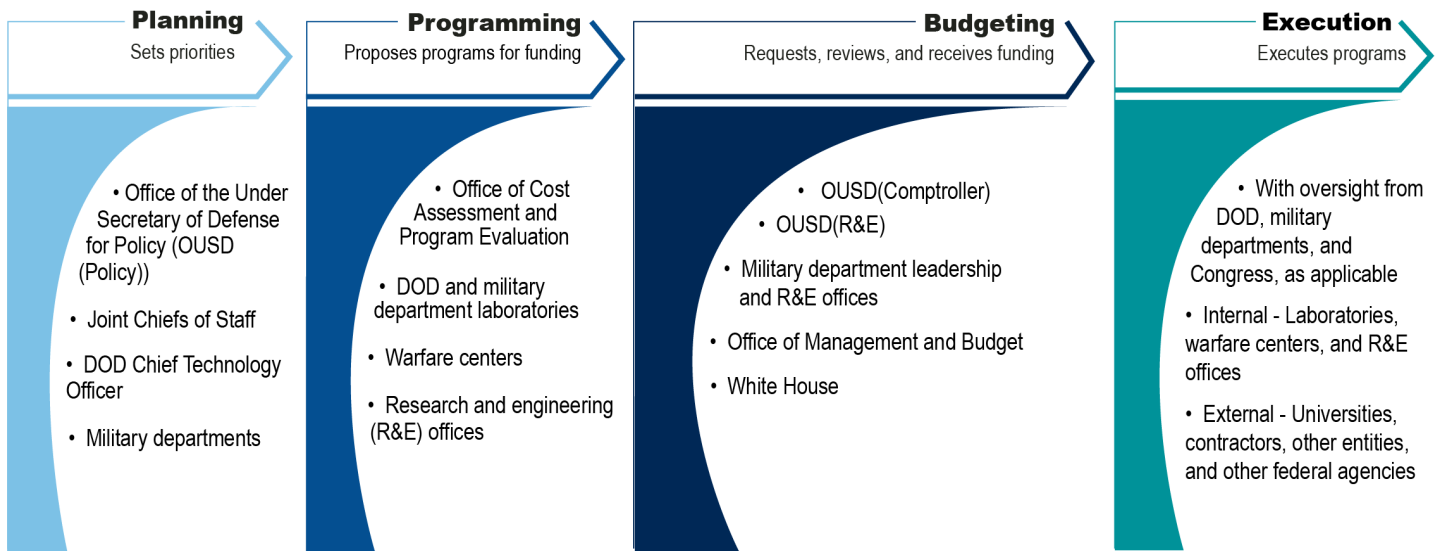 Planning
Sets priorities
• Office of the Under
Secretary of Defense
for Policy (OUSD
(Policy))
• Joint Chiefs of Staff
• DOD Chief Technology
Officer
• Military departments
Programming
Proposes programs for funding
• Office of Cost
Assessment and
Program Evaluation
• DOD and military
department laboratories
• Warfare centers
• Research and engineering
(R&E) offices
Budgeting
Requests, reviews, and receives funding
• OUSD(Comptroller)
• OUSD(R&E)
• Military department leadership
and R&E offices
• Office of Management and Budget
• White House
Execution
Executes programs
• With oversight from
DOD, military
departments, and
Congress, as applicable
• Internal - Laboratories,
warfare centers, and R&E
offices
• External - Universities,
contractors, other entities,
and other federal agencies